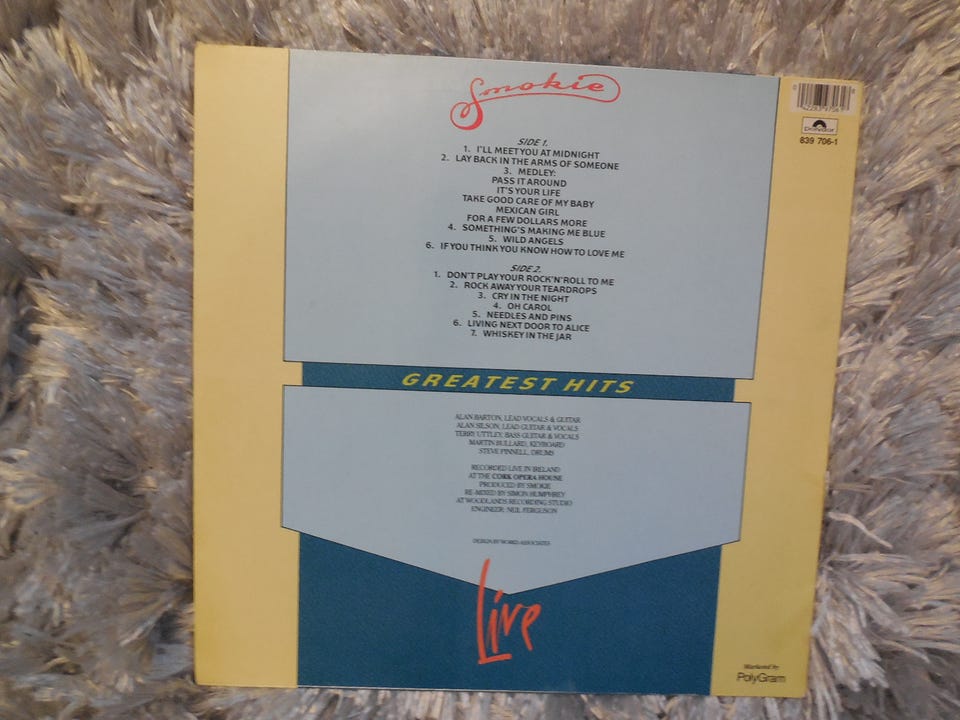 Smokie
SIDE 1.
1. I'LL MEET YOU AT MIDNIGHT
2. LAY BACK IN THE ARMS OF SOMEONE
3. MEDLEY:
PASS IT AROUND
IT'S YOUR LIFE
TAKE GOOD CARE OF MY BABY
MEXICAN GIRL
FOR A FEW DOLLARS MORE
4. SOMETHING'S MAKING ME BLUE
5. WILD ANGELS
6. IF YOU THINK YOU KNOW HOW TO LOVE ME
SIDE 2.
1. DON'T PLAY YOUR ROCK'N'ROLL TO ME
2. ROCK AWAY YOUR TEARDROPS
3. CRY IN THE NIGHT
4. OH CAROL
5. NEEDLES AND PINS
6. LIVING NEXT DOOR TO ALICE
7. WHISKEY IN THE JAR
polydor
839 706-1
GREATEST HITS
ALAN BARTON, LEAD VOCALS & GUITAR
ALAN SILSON, LEAD GUITAR & VOCALS
TERRY UTTLEY, BASS GUITAR & VOCALS
MARTIN BULLARD, KEYBOARD
STEVE PINNELL, DRUMS
RECORDED LIVE IN IRELAND
AT THE CORK OPERA HOUSE
PRODUCED BY SMOKIE
RE-MIXED BY SIMON HUMPHREY
AT WOODLANDS RECORDING STUDIO
ENGINEER: NEIL FERGUSON
DESIGN BY WORKS ASSOCIATES
Live
Marketed by
PolyGram